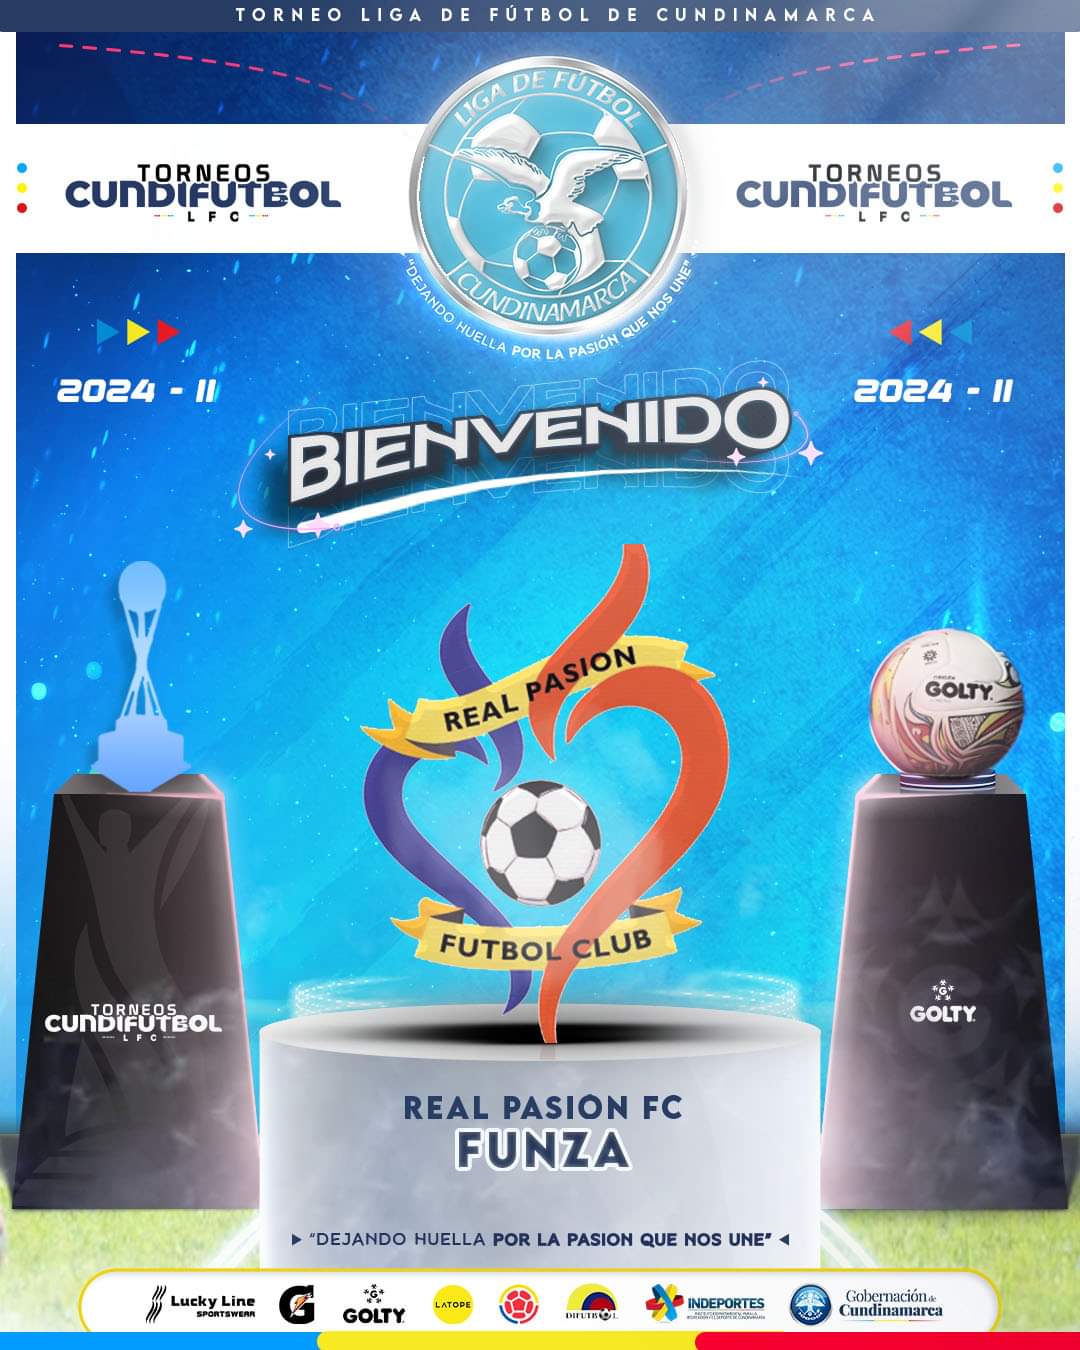 TORNEO LIGA DE FÚTBOL DE CUNDINAMARCA
LIGA DE FÚTBOL
CUNDINAMARCA
"DEJANDO HUELLA POR LA PASIÓN QUE NOS UNE"
TORNEOS
CUNDIFUTBOL
LFC
TORNEOS
CUNDIFUTBOL
LFC
2024 - II
2024 - II
BIENVENIDO
REAL PASION
FUTBOL CLUB
GOLTY
TORNEOS
CUNDIFUTBOL
LFC
G
GOLTY
REAL PASION FC
FUNZA
"DEJANDO HUELLA POR LA PASION QUE NOS UNE"
Lucky Line
SPORTSWEAR
G
GOLTY
LATOPE
DIFUTBOL
INDEPORTES
Gobernación de
Cundinamarca